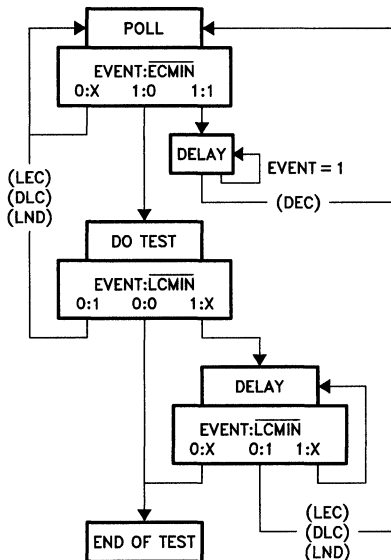 POLL
EVENT:ECMIN
0:X 1:0 1:1
DELAY
EVENT = 1
(LEC)
(DLC)
(LND)
(DEC)
DO TEST
EVENT:LCMIN
0:1 0:0 1:X
DELAY
EVENT:LCMIN
0:X 0:1 1:X
END OF TEST
(LEC)
(DLC)
(LND)